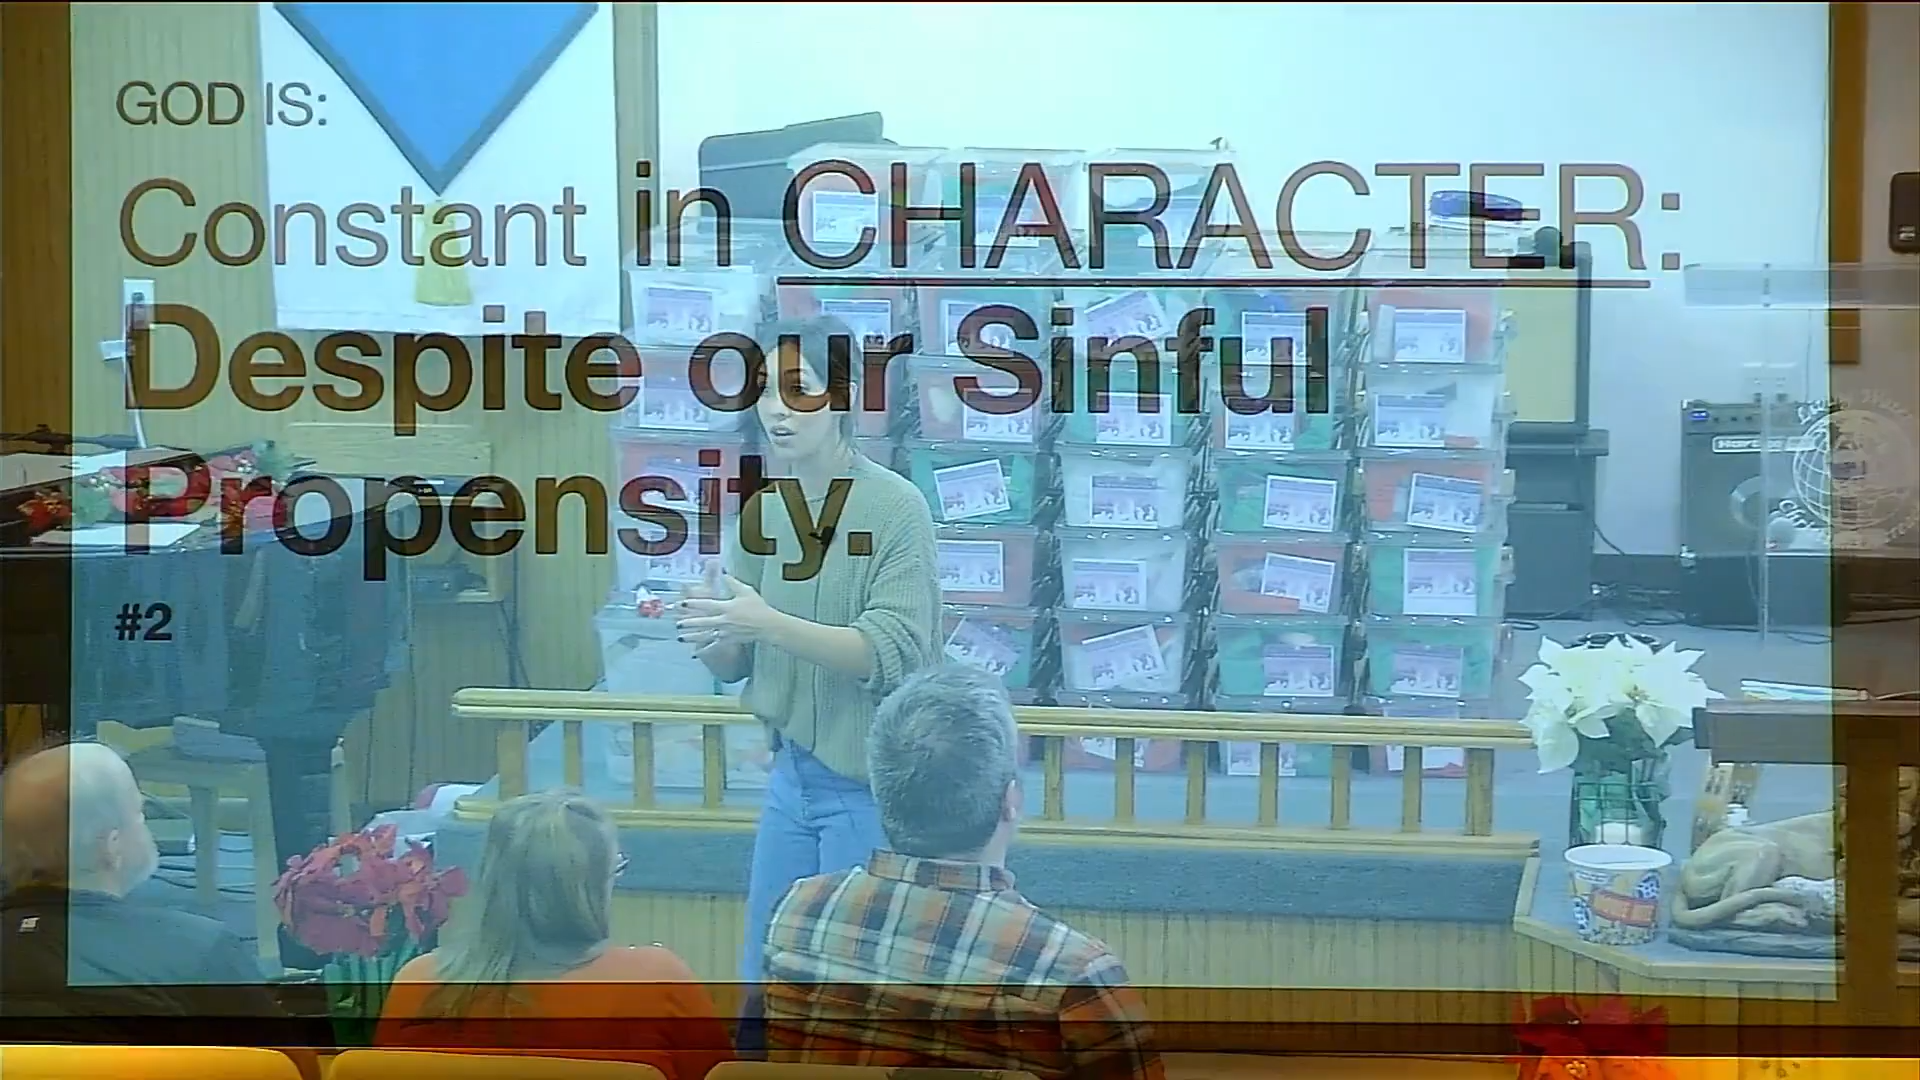 GOD IS:
Constant in CHARACTER:
Despite our Sinful
Propensity.
#2